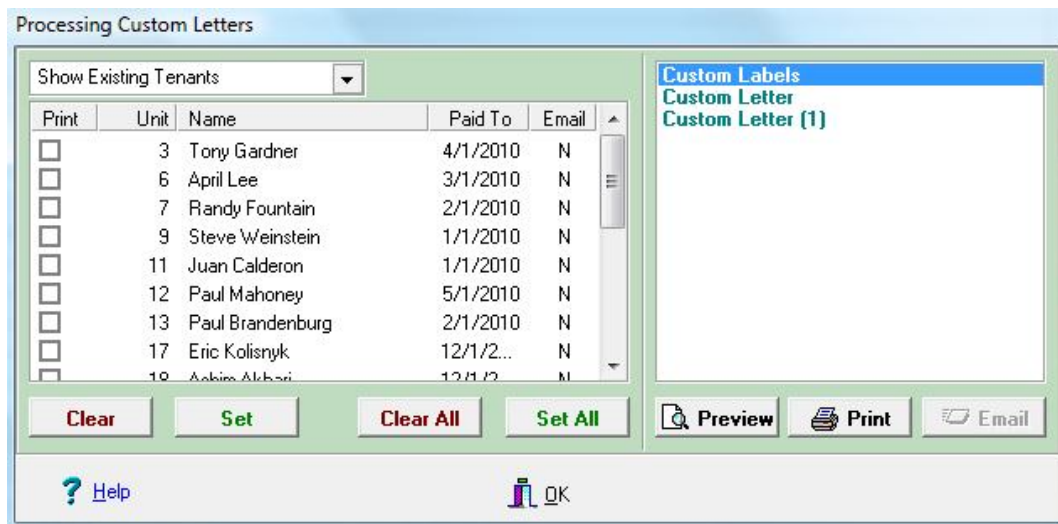 Processing Custom Letters
Show Existing Tenants
Print Unit Name Paid To Email
3 Tony Gardner 4/1/2010 N
6 April Lee 3/1/2010 N
7 Randy Fountain 2/1/2010 N
9 Steve Weinstein 1/1/2010 N
11 Juan Calderon 1/1/2010 N
12 Paul Mahoney 5/1/2010 N
13 Paul Brandenburg 2/1/2010 N
17 Eric Kolisnyk 12/1/2... N
Clear Set Clear All Set All
Custom Labels
Custom Letter
Custom Letter (1)
Preview Print Email
? Help
OK